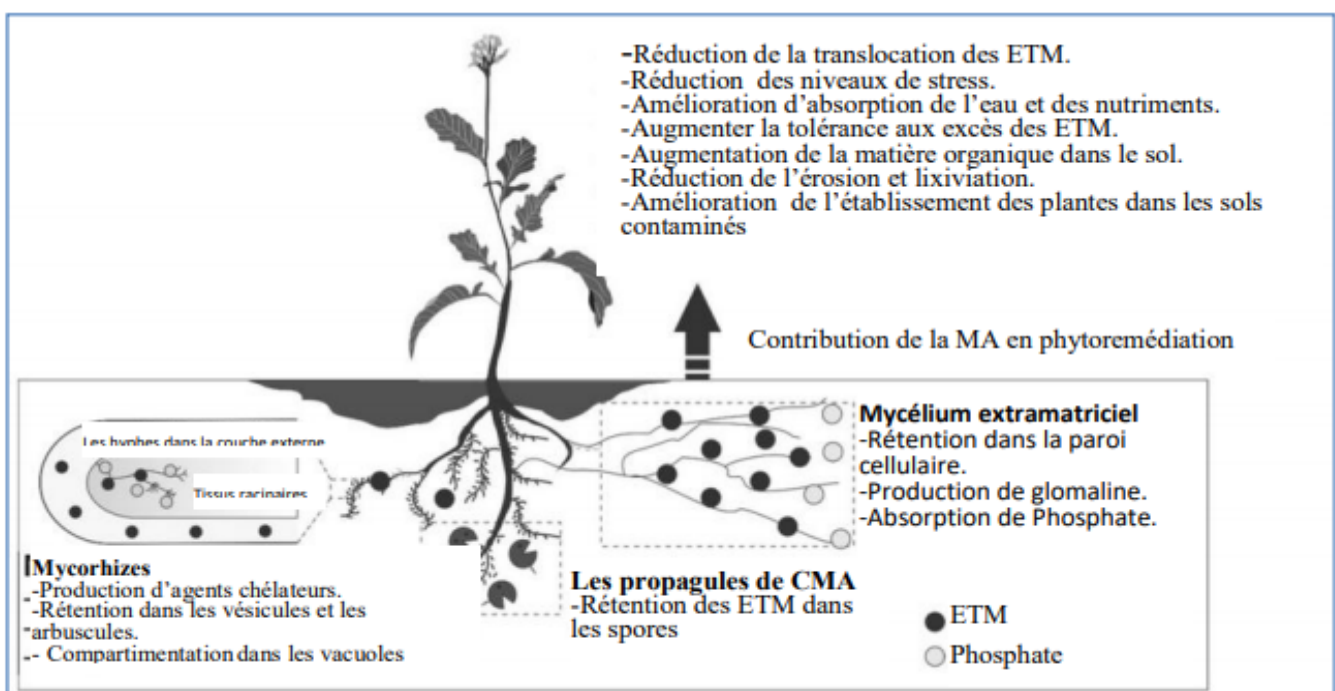 -Réduction de la translocation des ETM.
-Réduction des niveaux de stress.
-Amélioration d’absorption de l’eau et des nutriments.
-Augmenter la tolérance aux excès des ETM.
-Augmentation de la matière organique dans le sol.
-Réduction de l’érosion et lixiviation.
-Amélioration de l’établissement des plantes dans les sols
contaminés
Contribution de la MA en phytoremédiation
Les hyphes dans la couche externe
Tissus racinaires
Mycorhizes
-Production d’agents chélateurs.
-Rétention dans les vésicules et les
arbuscules.
- Compartimentation dans les vacuoles
Les propagules de CMA
-Rétention des ETM dans
les spores
Mycélium extramatriciel
-Rétention dans la paroi
cellulaire.
-Production de glomaline.
-Absorption de Phosphate.
ETM
Phosphate